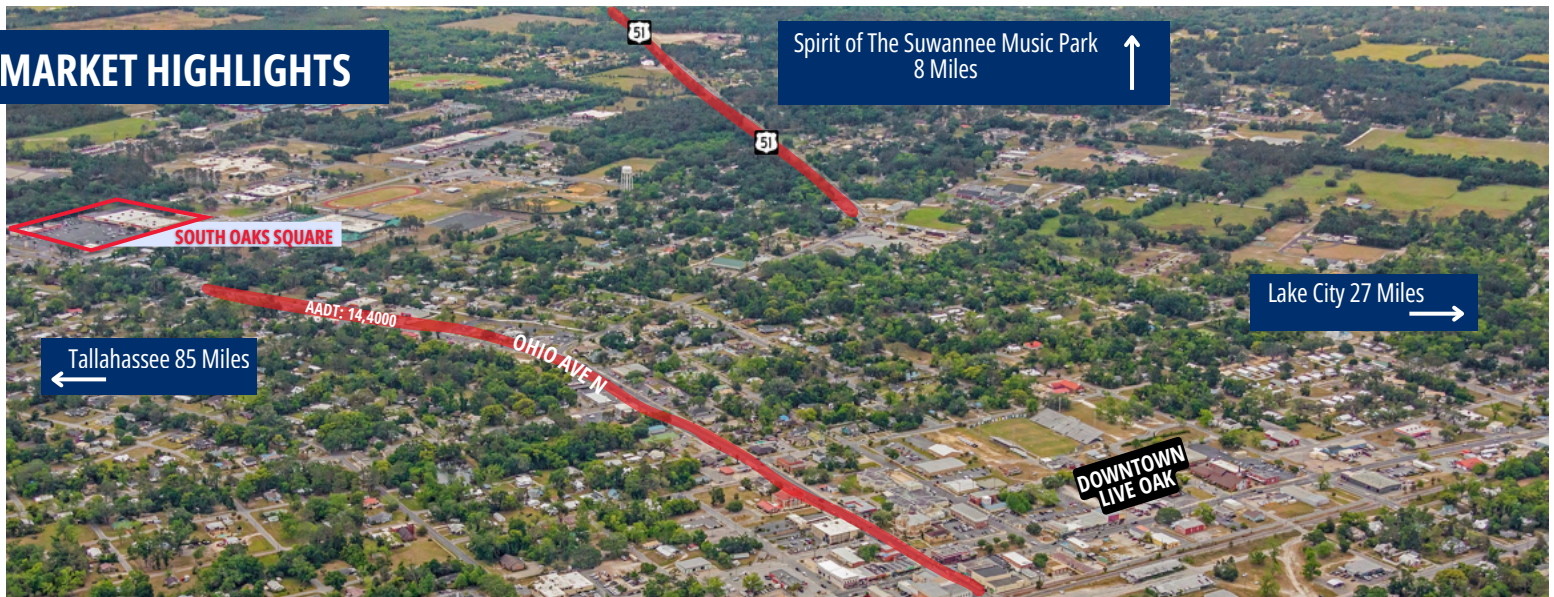 51
MARKET HIGHLIGHTS
Spirit of The Suwannee Music Park
8 Miles
51
SOUTH OAKS SQUARE
Lake City 27 Miles
AADT: 14,4000
OHIO AVE N
Tallahassee 85 Miles
DOWNTOWN
LIVE OAK